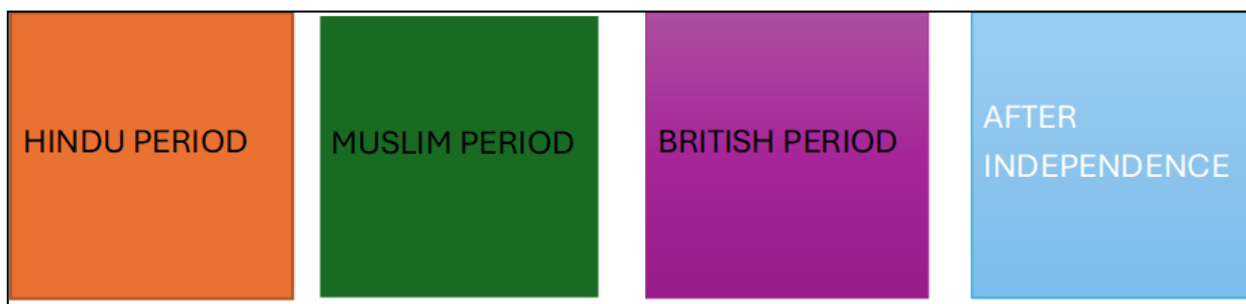 HINDU PERIOD
MUSLIM PERIOD
BRITISH PERIOD
AFTER
INDEPENDENCE